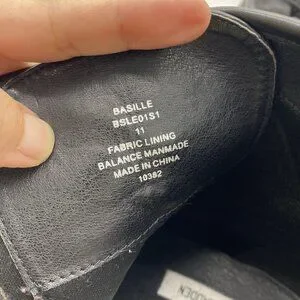 BASILLE
BSLE01S1
11
FABRIC LINING
BALANCE MANMADE
MADE IN CHINA
10382